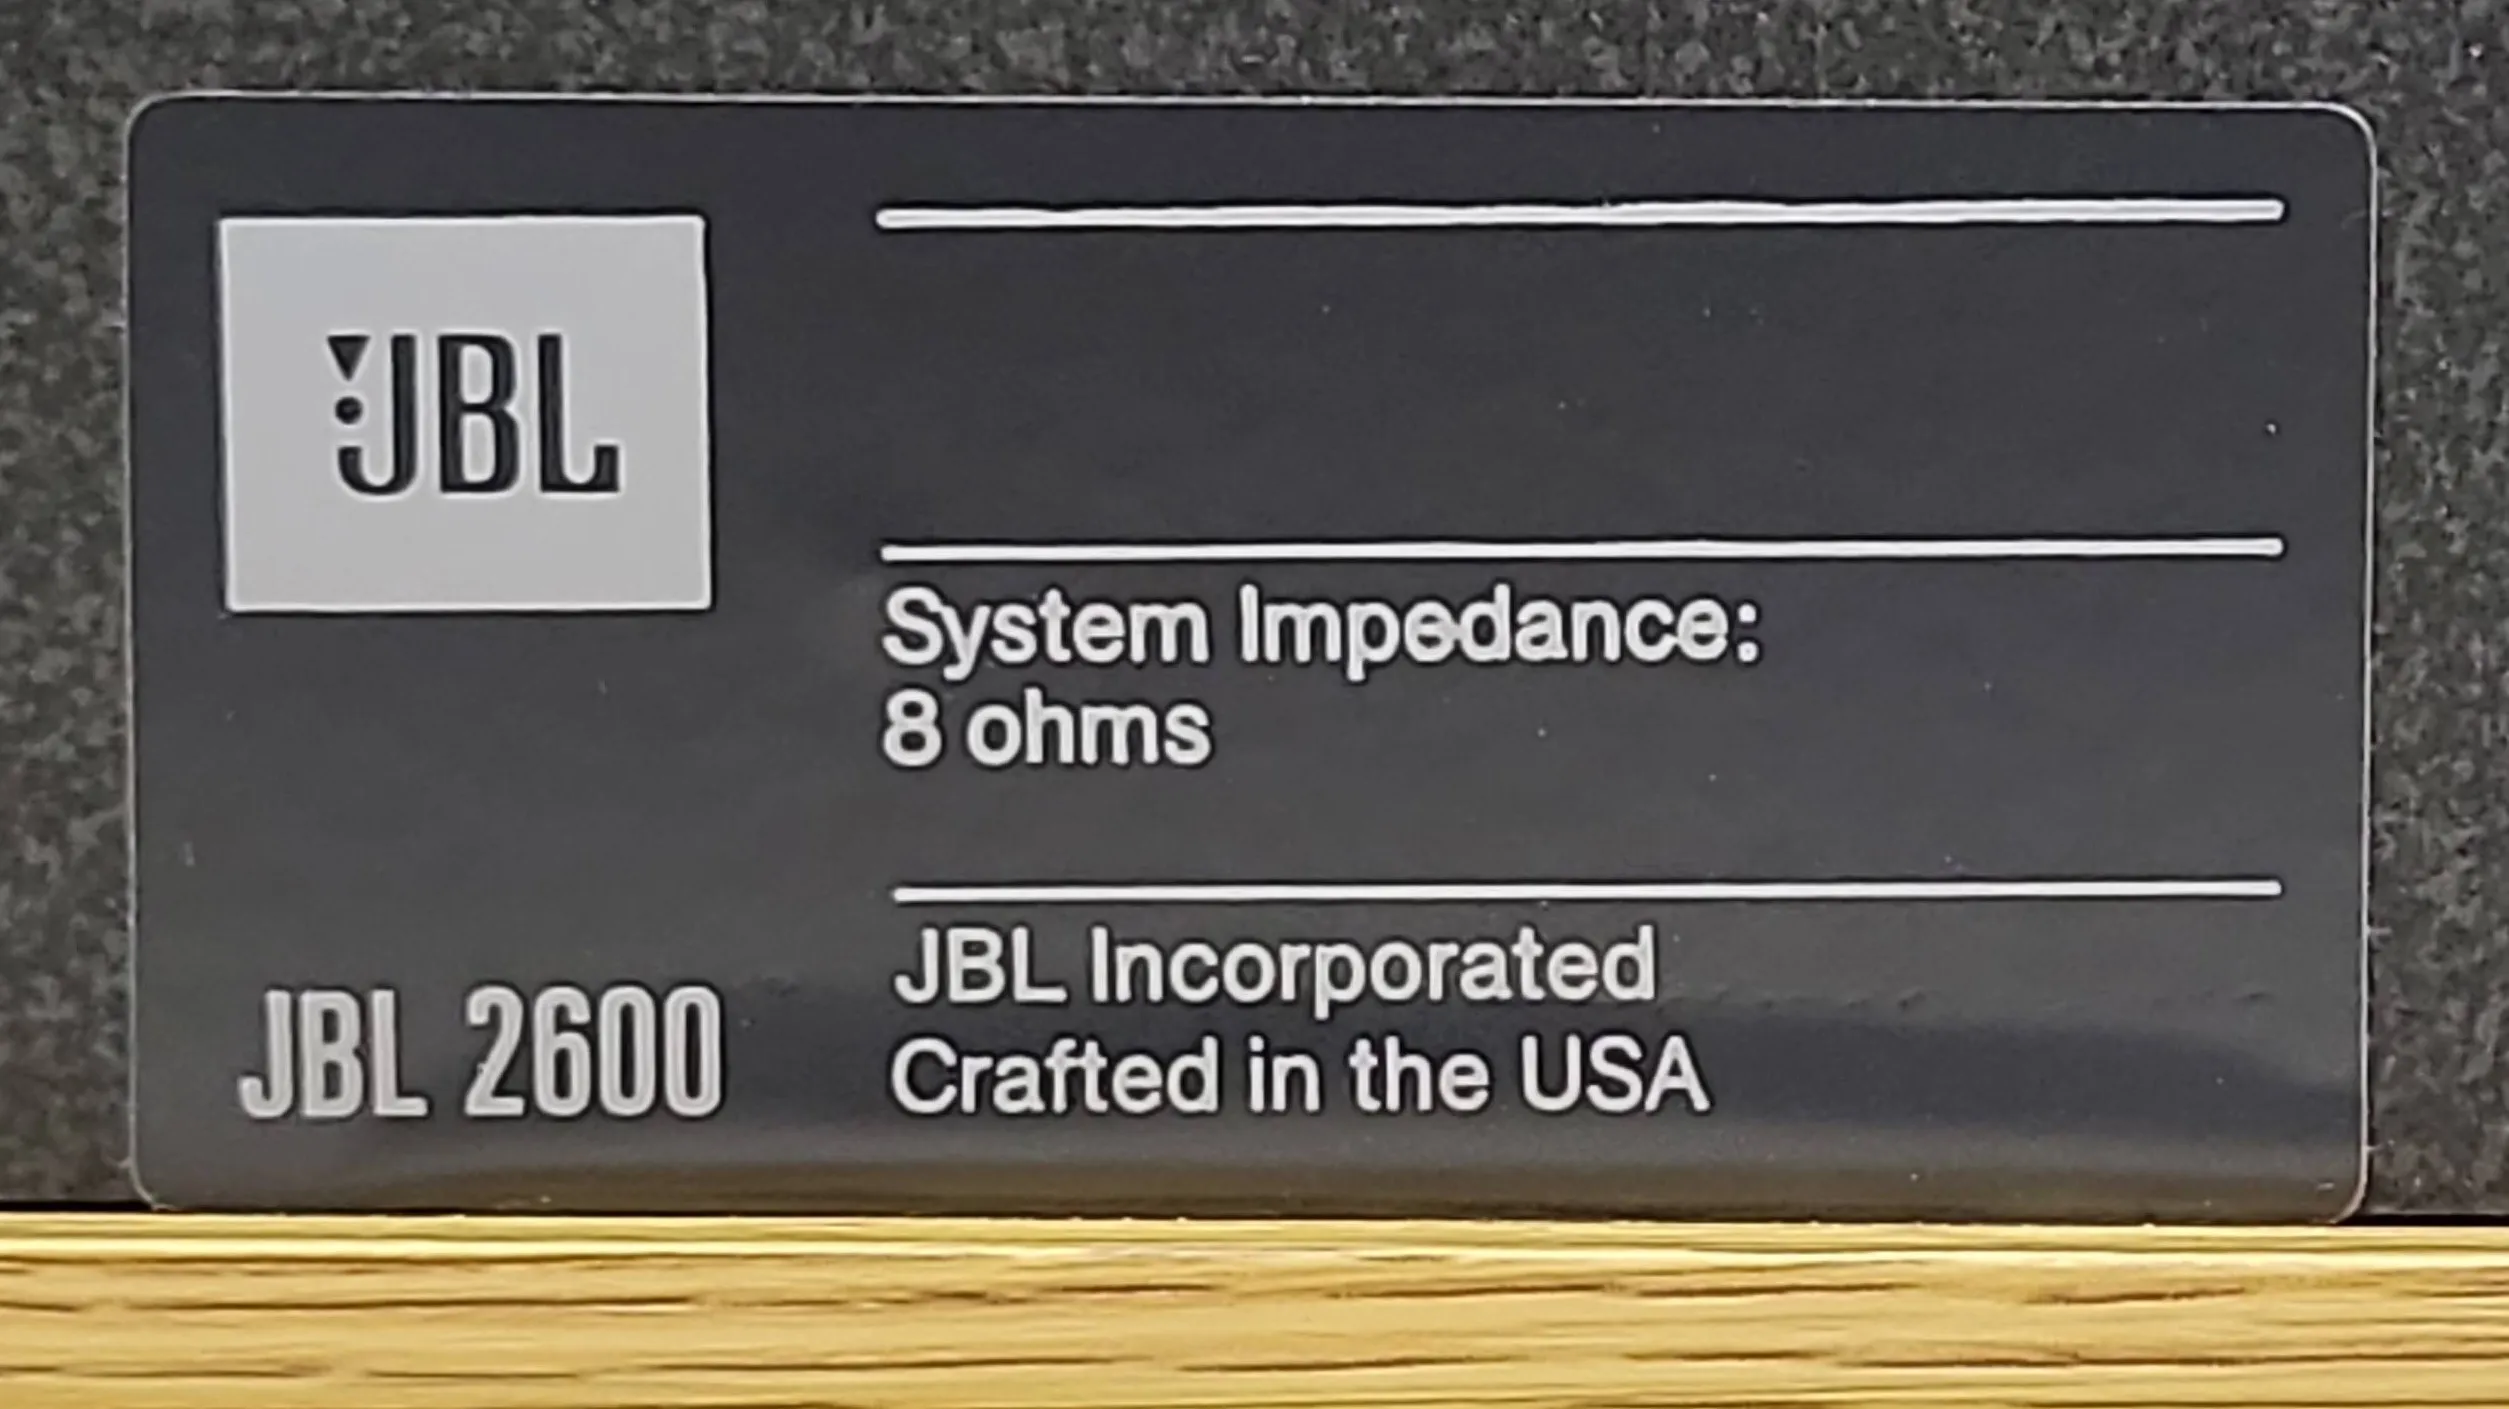 JBL
System Impedance:
8 ohms
JBL Incorporated
Crafted in the USA
JBL 2600